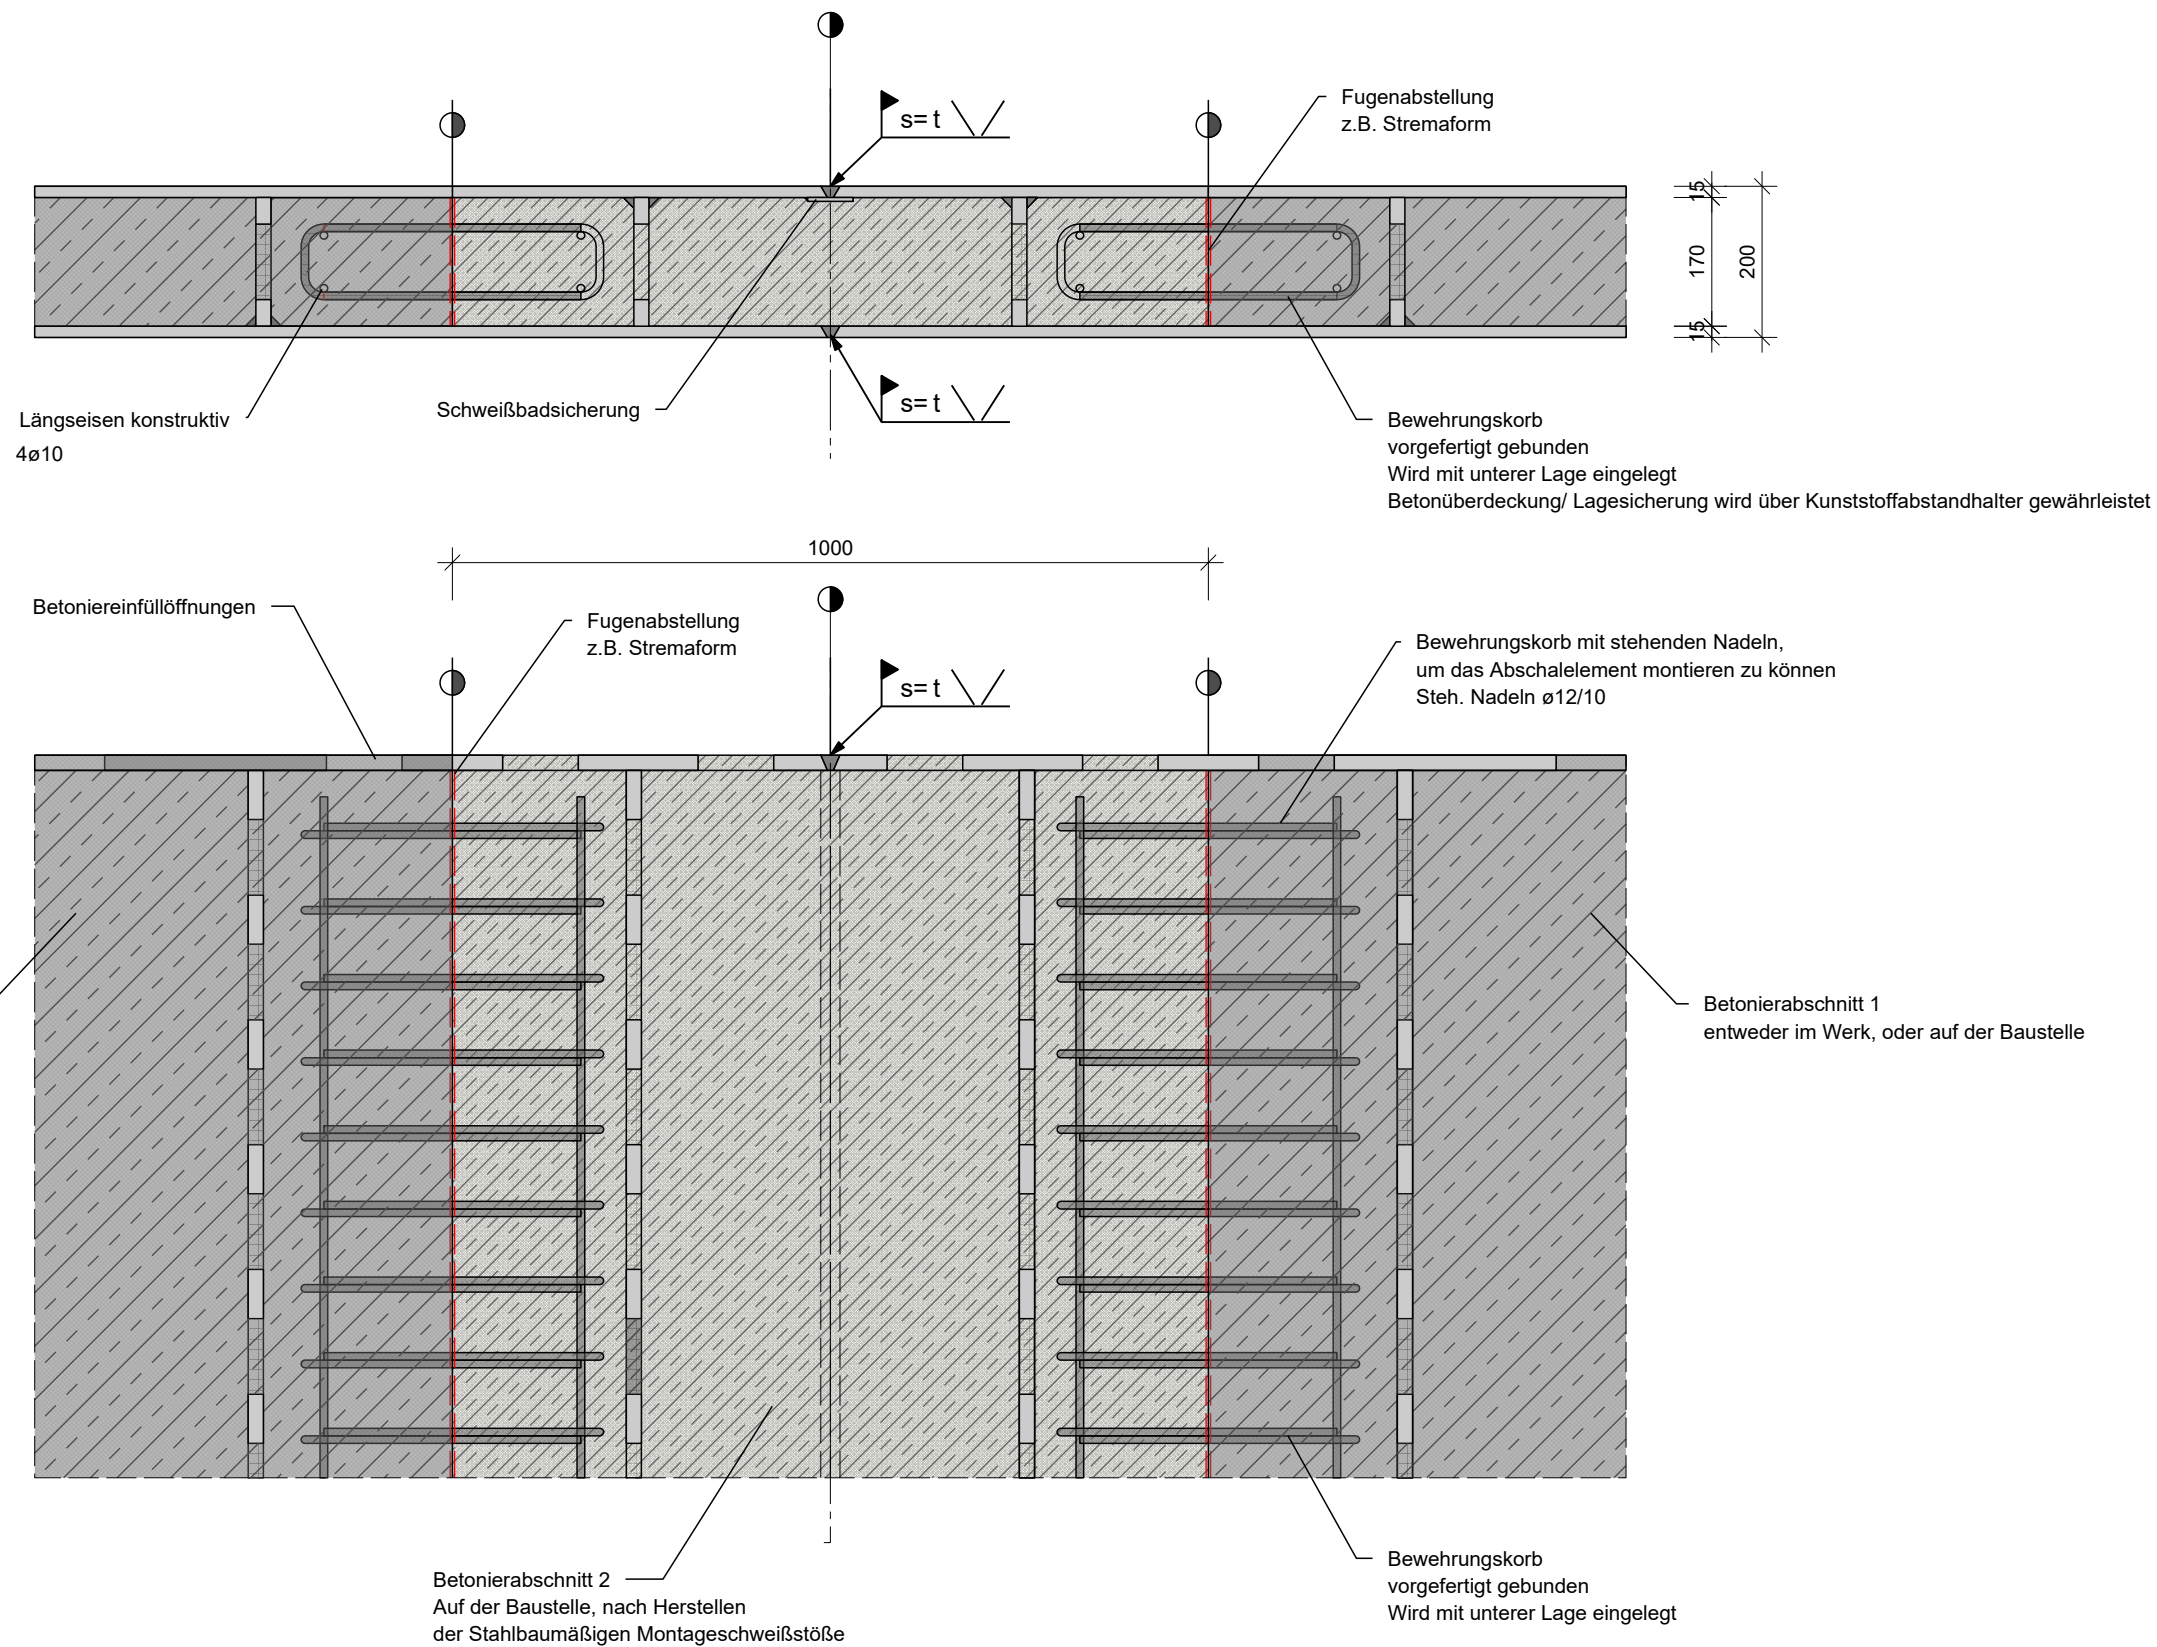 s= t
Fugenabstellung
z.B. Stremaform
15
170
200
15
Längseisen konstruktiv
4ø10
Schweißbadsicherung
s= t
Bewehrungskorb
vorgefertigt gebunden
Wird mit unterer Lage eingelegt
Betonüberdeckung/ Lagesicherung wird über Kunststoffabstandhalter gewährleistet
1000
Betoniereinfüllöffnungen
Fugenabstellung
z.B. Stremaform
s= t
Bewehrungskorb mit stehenden Nadeln,
um das Abschalelement montieren zu können
Steh. Nadeln ø12/10
Betonierabschnitt 1
entweder im Werk, oder auf der Baustelle
Betonierabschnitt 2
Auf der Baustelle, nach Herstellen
der Stahlbaumäßigen Montageschweißstöße
Bewehrungskorb
vorgefertigt gebunden
Wird mit unterer Lage eingelegt